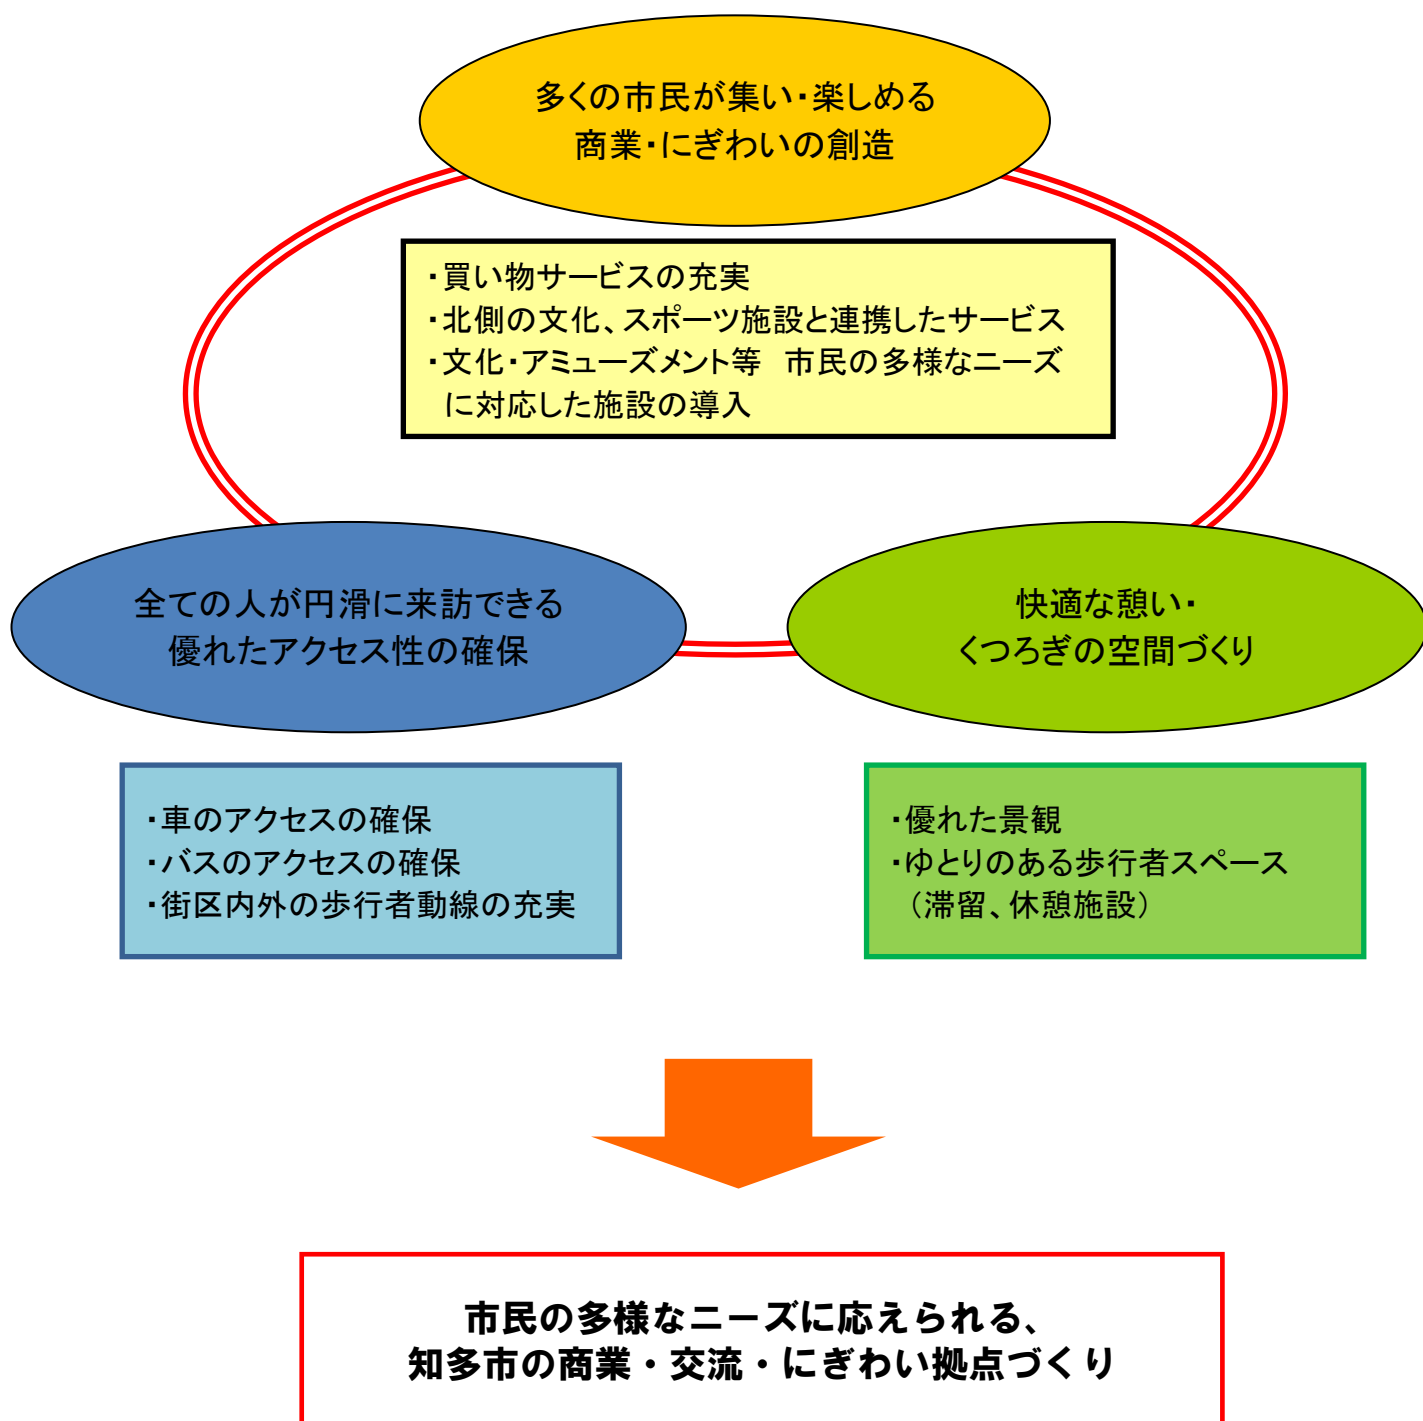 多くの市民が集い・楽しめる
商業・にぎわいの創造
・買い物サービスの充実
・北側の文化、スポーツ施設と連携したサービス
・文化・アミューズメント等　市民の多様なニーズ
に対応した施設の導入
全ての人が円滑に来訪できる
優れたアクセス性の確保
快適な憩い・
くつろぎの空間づくり
・車のアクセスの確保
・バスのアクセスの確保
・街区内外の歩行者動線の充実
・優れた景観
・ゆとりのある歩行者スペース
（滞留、休憩施設）
市民の多様なニーズに応えられる、
知多市の商業・交流・にぎわい拠点づくり